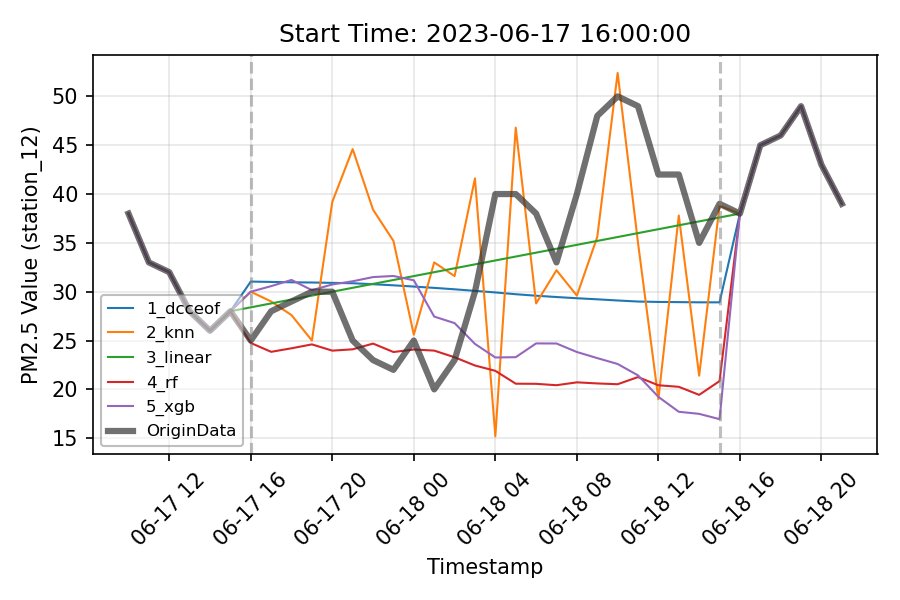 Start Time: 2023-06-17 16:00:00
PM2.5 Value (station_12)
50
45
40
35
30
25
20
15
1_dcceof
2_knn
3_linear
4_rf
5_xgb
OriginData
06-17 12
06-17 16
06-17 20
06-18 00
06-18 04
06-18 08
06-18 12
06-18 16
06-18 20
Timestamp